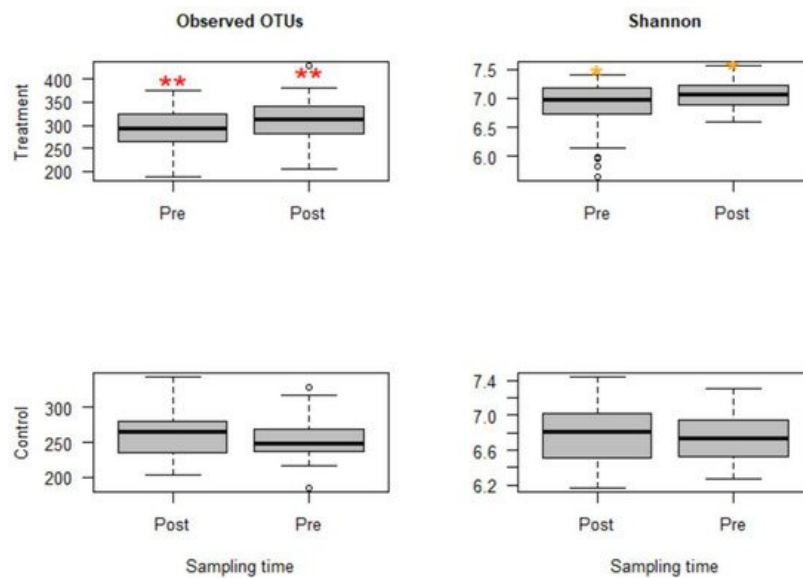 Observed OTUs
Shannon
Treatment
400
350
300
250
200
**
**
Pre
Post
7.5
7.0
6.5
6.0
*
*
Pre
Post
Control
300
250
200
Post
Pre
Sampling time
7.4
7.0
6.6
6.2
Post
Pre
Sampling time